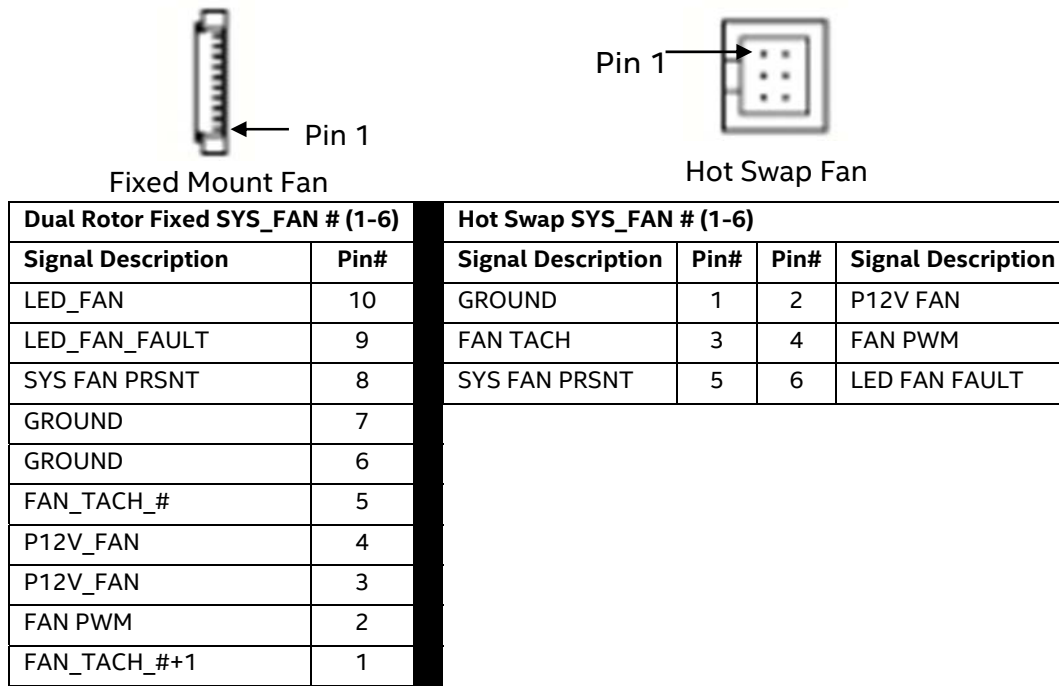 Pin 1
Fixed Mount Fan
Pin 1
Hot Swap Fan
Dual Rotor Fixed SYS_FAN # (1-6)
Signal Description Pin#
LED_FAN 10
LED_FAN_FAULT 9
SYS FAN PRSNT 8
GROUND 7
GROUND 6
FAN_TACH_# 5
P12V_FAN 4
P12V_FAN 3
FAN PWM 2
FAN_TACH_#+1 1
Hot Swap SYS_FAN # (1-6)
Signal Description Pin# Pin# Signal Description
GROUND 1 2 P12V FAN
FAN TACH 3 4 FAN PWM
SYS FAN PRSNT 5 6 LED FAN FAULT